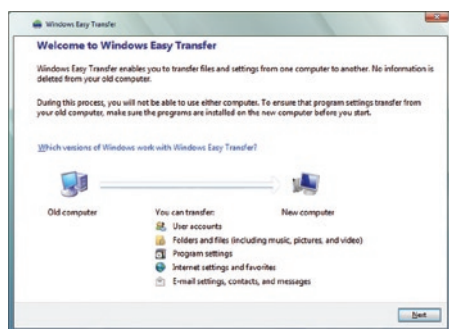 Windows Easy Transfer
Welcome to Windows Easy Transfer
Windows Easy Transfer enables you to transfer files and settings from one computer to another. No information is
deleted from your old computer.
During this process, you will not be able to use either computer. To ensure that program settings transfer from
your old computer, make sure the programs are installed on the new computer before you start.
Which versions of Windows work with Windows Easy Transfer?
Old computer
You can transfer:
New computer
User accounts
Folders and files (including music, pictures, and video)
Program settings
Internet settings and favorites
E-mail settings, contacts, and messages
Next